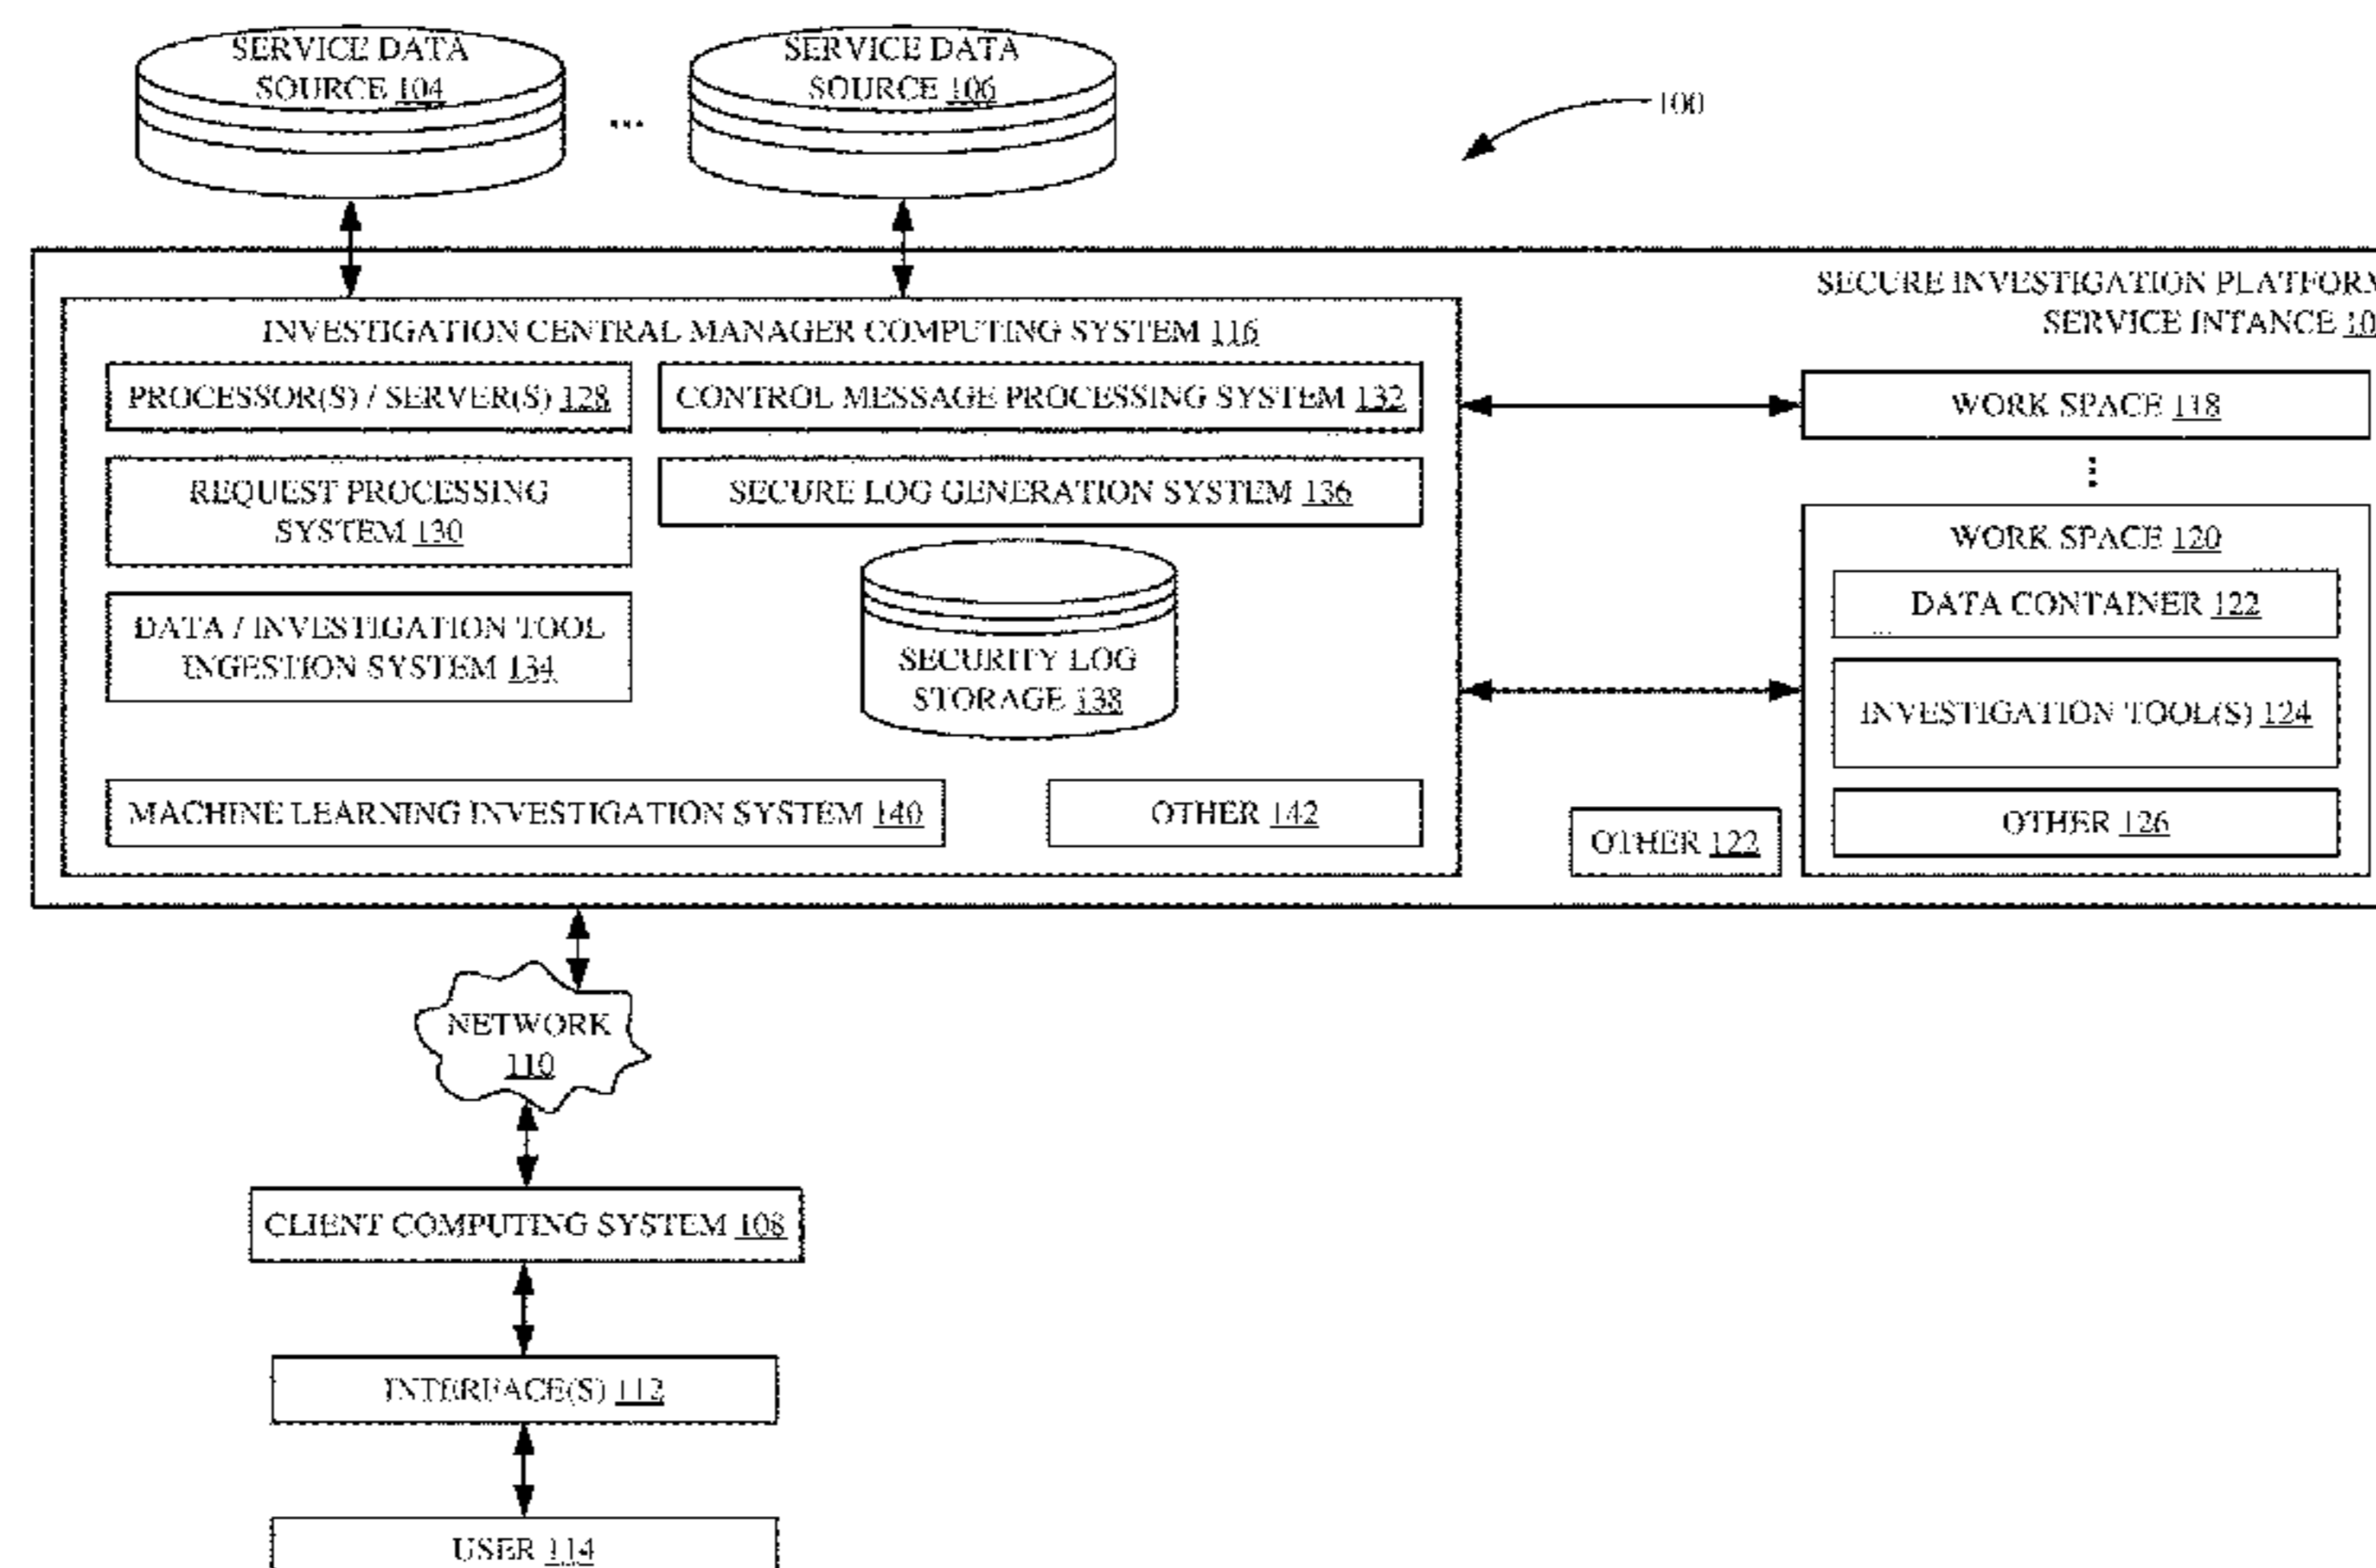 SERVICE DATA
SOURCE 104
...
SERVICE DATA
SOURCE 106
100
SECURE INVESTIGATION PLATFORM
SERVICE INTANCE 10
INVESTIGATION CENTRAL MANAGER COMPUTING SYSTEM 116
PROCESSOR(S) / SERVER(S) 128
CONTROL MESSAGE PROCESSING SYSTEM 132
REQUEST PROCESSING
SYSTEM 130
SECURE LOG GENERATION SYSTEM 136
DATA / INVESTIGATION TOOL
INGESTION SYSTEM 134
SECURITY LOG
STORAGE 138
MACHINE LEARNING INVESTIGATION SYSTEM 140
OTHER 142
WORK SPACE 118
WORK SPACE 120
DATA CONTAINER 122
INVESTIGATION TOOL(S) 124
OTHER 126
OTHER 122
NETWORK
110
CLIENT COMPUTING SYSTEM 108
INTERFACE(S) 112
USER 114